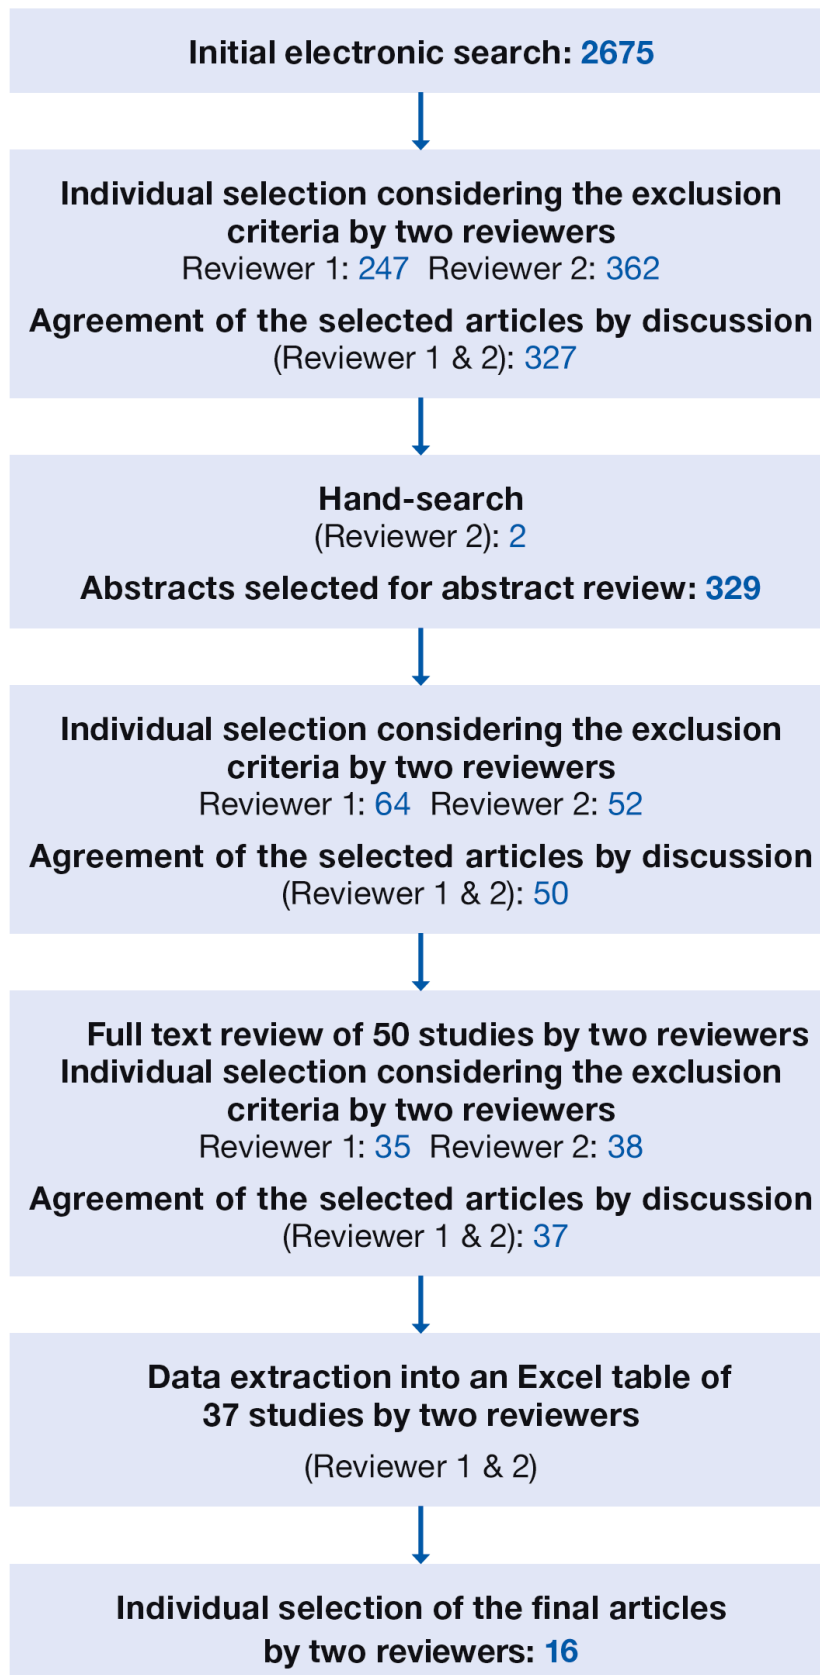 Initial electronic search: 2675
Individual selection considering the exclusion
criteria by two reviewers
Reviewer 1: 247 Reviewer 2: 362
Agreement of the selected articles by discussion
(Reviewer 1 & 2): 327
Hand-search
(Reviewer 2): 2
Abstracts selected for abstract review: 329
Individual selection considering the exclusion
criteria by two reviewers
Reviewer 1: 64 Reviewer 2: 52
Agreement of the selected articles by discussion
(Reviewer 1 & 2): 50
Full text review of 50 studies by two reviewers
Individual selection considering the exclusion
criteria by two reviewers
Reviewer 1: 35 Reviewer 2: 38
Agreement of the selected articles by discussion
(Reviewer 1 & 2): 37
Data extraction into an Excel table of
37 studies by two reviewers
(Reviewer 1 & 2)
Individual selection of the final articles
by two reviewers: 16